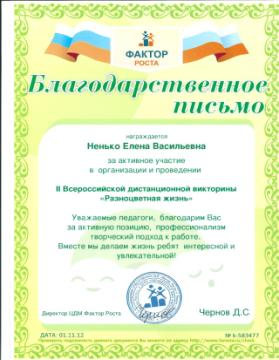 ФАКТОР
РОСТА
Благодарственное
письмо
награждается
Ненько Елена Васильевна
за активное участие
в организации и проведении
II Всероссийской дистанционной викторины
«Разноцветная жизнь»
Уважаемые педагоги, благодарим Вас
за активную позицию, профессионализм
творческий подход к работе.
Вместе мы делаем жизнь ребят интересной и
увлекательной!
Директор ЦДМ Фактор Роста
Чернов Д.С.
ДАТА: 01.11.12
№ k-583477